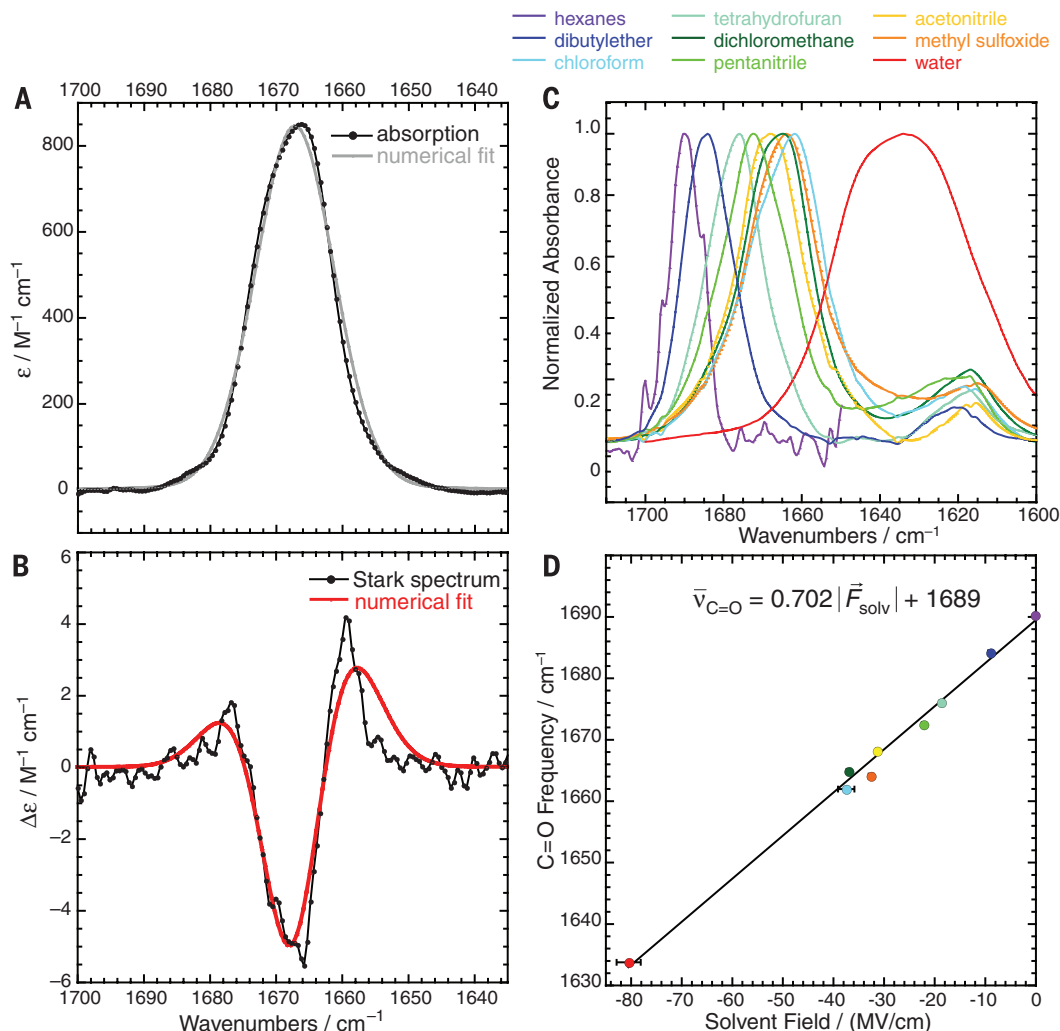 hexanes tetrahydrofuran acetonitrile
dibutylether dichloromethane methyl sulfoxide
chloroform pentanitrile water
A
1700 1690 1680 1670 1660 1650 1640
800
600
400
200
0
ε / M⁻¹ cm⁻¹
absorption
numerical fit
B
6
4
2
0
−2
−4
−6
Δε / M⁻¹ cm⁻¹
Stark spectrum
numerical fit
1700 1690 1680 1670 1660 1650 1640
Wavenumbers / cm⁻¹
C
1.0
0.8
0.6
0.4
0.2
0
Normalized Absorbance
1700 1680 1660 1640 1620 1600
Wavenumbers / cm⁻¹
D
ν̅C=O = 0.702 |F⃗solv| + 1689
1690
1680
1670
1660
1650
1640
1630
C=O Frequency / cm⁻¹
-80 -70 -60 -50 -40 -30 -20 -10 0
Solvent Field / (MV/cm)